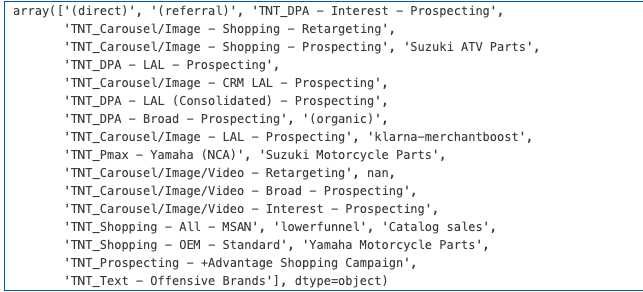 array(['(direct)', '(referral)', 'TNT_DPA - Interest - Prospecting',
'TNT_Carousel/Image - Shopping - Retargeting',
'TNT_Carousel/Image - Shopping - Prospecting', 'Suzuki ATV Parts',
'TNT_DPA - LAL - Prospecting',
'TNT_Carousel/Image - CRM LAL - Prospecting',
'TNT_DPA - LAL (Consolidated) - Prospecting',
'TNT_DPA - Broad - Prospecting', '(organic)',
'TNT_Carousel/Image - LAL - Prospecting', 'klarna-merchantboost',
'TNT_Pmax - Yamaha (NCA)', 'Suzuki Motorcycle Parts',
'TNT_Carousel/Image/Video - Retargeting', nan,
'TNT_Carousel/Image/Video - Broad - Prospecting',
'TNT_Carousel/Image/Video - Interest - Prospecting',
'TNT_Shopping - All - MSAN', 'lowerfunnel', 'Catalog sales',
'TNT_Shopping - OEM - Standard', 'Yamaha Motorcycle Parts',
'TNT_Prospecting - +Advantage Shopping Campaign',
'TNT_Text - Offensive Brands'], dtype=object)